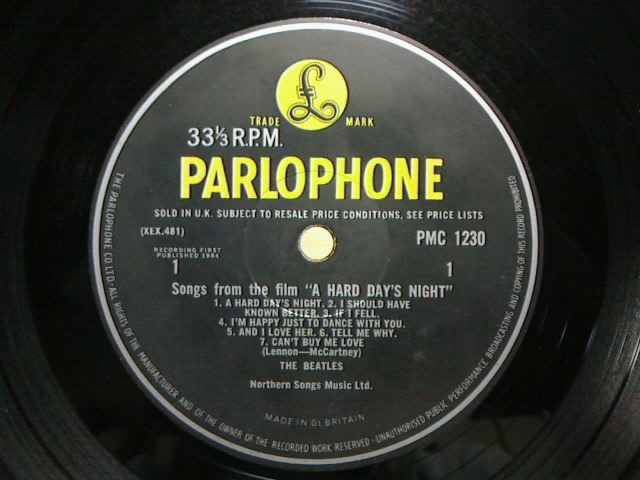 £
TRADE MARK
33⅓ R.P.M.
PARLOPHONE
SOLD IN U.K. SUBJECT TO RESALE PRICE CONDITIONS, SEE PRICE LISTS
(XEX.481) PMC 1230
RECORDING FIRST
PUBLISHED 1964
1 1
Songs from the film "A HARD DAY'S NIGHT"
1. A HARD DAY'S NIGHT. 2. I SHOULD HAVE
KNOWN BETTER. 3. IF I FELL.
4. I'M HAPPY JUST TO DANCE WITH YOU.
5. AND I LOVE HER. 6. TELL ME WHY.
7. CAN'T BUY ME LOVE
(Lennon—McCartney)
THE BEATLES
Northern Songs Music Ltd.
MADE IN Gt. BRITAIN
THE PARLOPHONE CO LTD. ALL RIGHTS OF THE MANUFACTURER AND OF THE OWNER OF THE RECORDED WORK RESERVED · UNAUTHORISED PUBLIC PERFORMANCE BROADCASTING AND COPYING OF THIS RECORD PROHIBITED